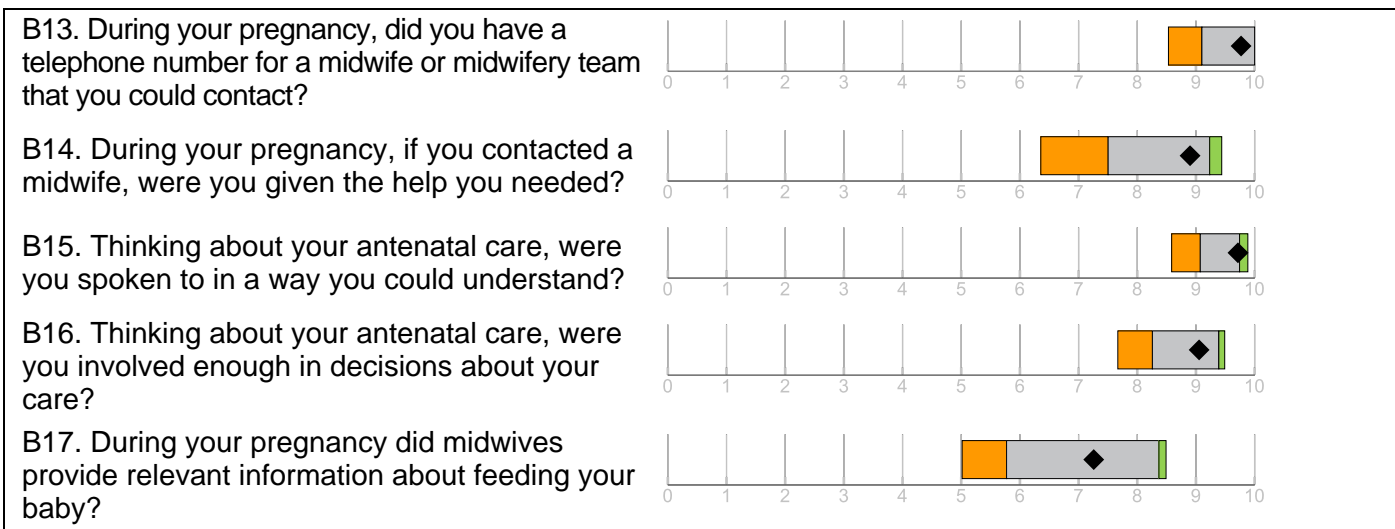 B13. During your pregnancy, did you have a
telephone number for a midwife or midwifery team
that you could contact?
0 1 2 3 4 5 6 7 8 9 10
B14. During your pregnancy, if you contacted a
midwife, were you given the help you needed?
0 1 2 3 4 5 6 7 8 9 10
B15. Thinking about your antenatal care, were
you spoken to in a way you could understand?
0 1 2 3 4 5 6 7 8 9 10
B16. Thinking about your antenatal care, were
you involved enough in decisions about your
care?
0 1 2 3 4 5 6 7 8 9 10
B17. During your pregnancy did midwives
provide relevant information about feeding your
baby?
0 1 2 3 4 5 6 7 8 9 10